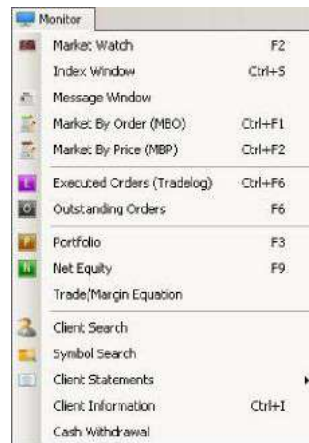 Monitor
Market Watch F2
Index Window Ctrl+S
Message Window
Market By Order (MBO) Ctrl+F1
Market By Price (MBP) Ctrl+F2
Executed Orders (Tradelog) Ctrl+F6
Outstanding Orders F6
Portfolio F3
Net Equity F9
Trade/Margin Equation
Client Search
Symbol Search
Client Statements
Client Information Ctrl+I
Cash Withdrawal